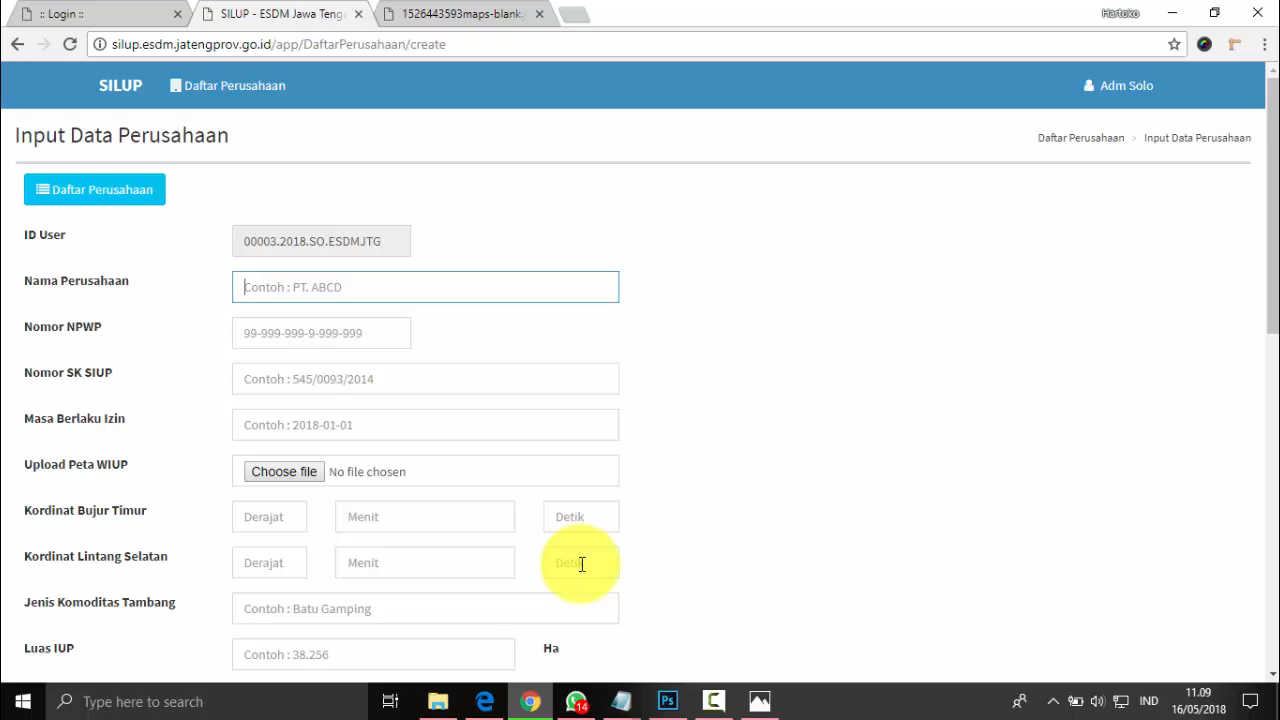 :: Login ::
SILUP - ESDM Jawa Teng
1526443593maps-blank.
Hartoko
silup.esdm.jatengprov.go.id/app/DaftarPerusahaan/create
SILUP
Daftar Perusahaan
Adm Solo
Input Data Perusahaan
Daftar Perusahaan > Input Data Perusahaan
Daftar Perusahaan
ID User
00003.2018.SO.ESDMJTG
Nama Perusahaan
Contoh : PT. ABCD
Nomor NPWP
99-999-999-9-999-999
Nomor SK SIUP
Contoh : 545/0093/2014
Masa Berlaku Izin
Contoh : 2018-01-01
Upload Peta WIUP
Choose file No file chosen
Kordinat Bujur Timur
Derajat Menit Detik
Kordinat Lintang Selatan
Derajat Menit Detik
Jenis Komoditas Tambang
Contoh : Batu Gamping
Luas IUP
Contoh : 38.256 Ha
Type here to search
Ps
14
IND
11.09
16/05/2018